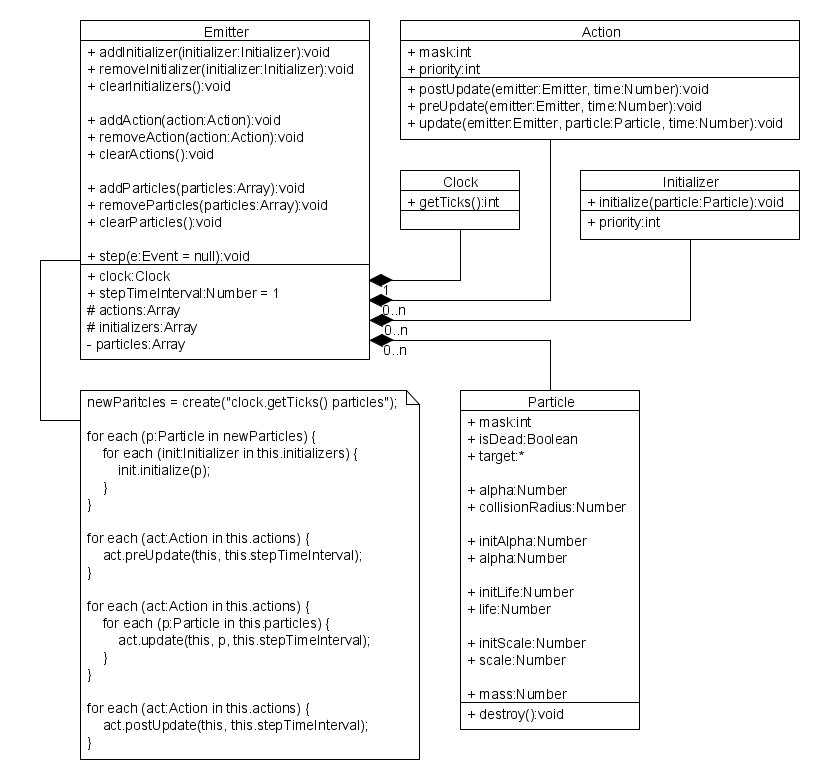 Emitter
+ addInitializer(initializer:Initializer):void
+ removeInitializer(initializer:Initializer):void
+ clearInitializers():void
+ addAction(action:Action):void
+ removeAction(action:Action):void
+ clearActions():void
+ addParticles(particles:Array):void
+ removeParticles(particles:Array):void
+ clearParticles():void
+ step(e:Event = null):void
+ clock:Clock
+ stepTimeInterval:Number = 1
# actions:Array
# initializers:Array
- particles:Array
Action
+ mask:int
+ priority:int
+ postUpdate(emitter:Emitter, time:Number):void
+ preUpdate(emitter:Emitter, time:Number):void
+ update(emitter:Emitter, particle:Particle, time:Number):void
Clock
+ getTicks():int
Initializer
+ initialize(particle:Particle):void
+ priority:int
1
0..n
0..n
0..n
newParitcles = create("clock.getTicks() particles");
for each (p:Particle in newParticles) {
for each (init:Initializer in this.initializers) {
init.initialize(p);
}
}
for each (act:Action in this.actions) {
act.preUpdate(this, this.stepTimeInterval);
}
for each (act:Action in this.actions) {
for each (p:Particle in this.particles) {
act.update(this, p, this.stepTimeInterval);
}
}
for each (act:Action in this.actions) {
act.postUpdate(this, this.stepTimeInterval);
}
Particle
+ mask:int
+ isDead:Boolean
+ target:*
+ alpha:Number
+ collisionRadius:Number
+ initAlpha:Number
+ alpha:Number
+ initLife:Number
+ life:Number
+ initScale:Number
+ scale:Number
+ mass:Number
+ destroy():void